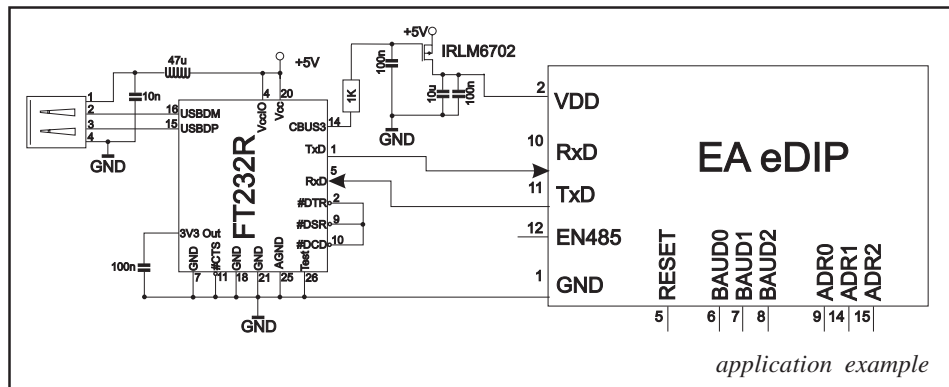 47u
+5V
+5V
IRLM6702
1
2
3
4
10n
GND
16 USBDM
15 USBDP
4
VccIO
20
Vcc
CBUS3
14
1K
100n
GND
10u
100n
TxD
1
RxD
5
#DTR
2
#DSR
9
#DCD
10
FT232R
3V3 Out
100n
GND
7
#CTS
11
GND
18
GND
21
AGND
25
Test
26
GND
2
VDD
10
RxD
11
TxD
12
EN485
1
GND
EA eDIP
RESET
5
BAUD0
6
BAUD1
7
BAUD2
8
ADR0
9
ADR1
14
ADR2
15
application example